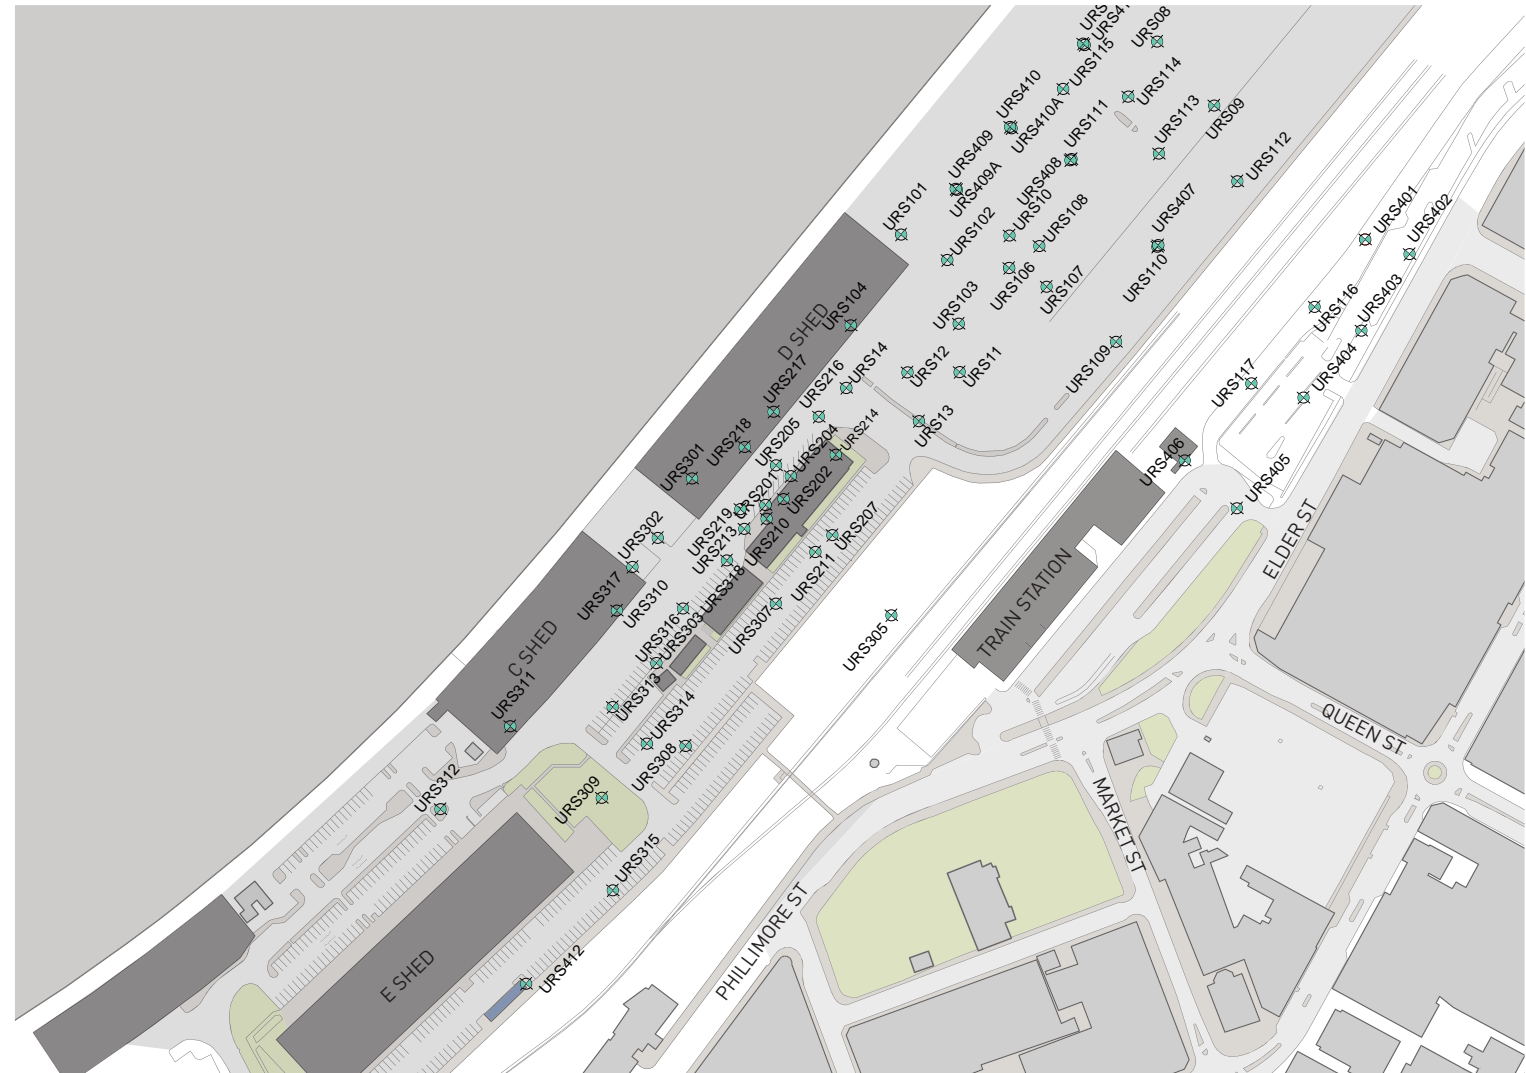 URS08
URS115
URS114
URS410
URS410A
URS111
URS113
URS09
URS409
URS409A
URS408
URS112
URS101
URS102
URS10
URS108
URS407
URS401
URS402
URS106
URS107
URS110
URS103
URS104
D SHED
URS116
URS403
URS404
URS109
URS117
URS11
URS12
URS14
URS216
URS217
URS13
URS214
URS204
URS205
URS218
URS301
URS406
URS405
URS201
URS202
URS219
URS213
URS210
URS207
URS211
URS302
URS317
URS310
URS318
URS307
URS305
URS316
URS303
URS313
URS314
URS308
C SHED
URS311
URS312
URS309
URS315
URS412
E SHED
TRAIN STATION
ELDER ST
QUEEN ST
MARKET ST
PHILLIMORE ST